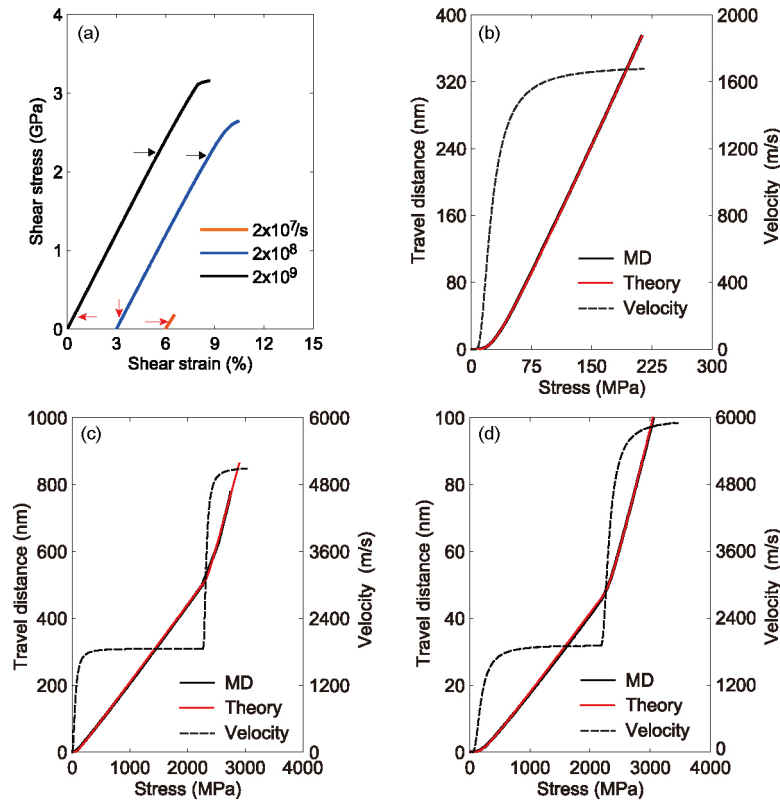 (a)
Shear stress (GPa)
4
3
2
1
0
2x10⁷/s
2x10⁸
2x10⁹
0 3 6 9 12 15
Shear strain (%)
(b)
Travel distance (nm)
400
320
240
160
80
0
Velocity (m/s)
2000
1600
1200
800
400
0
MD
Theory
Velocity
0 75 150 225 300
Stress (MPa)
(c)
Travel distance (nm)
1000
800
600
400
200
0
Velocity (m/s)
6000
4800
3600
2400
1200
0
MD
Theory
Velocity
0 1000 2000 3000 4000
Stress (MPa)
(d)
Travel distance (nm)
100
80
60
40
20
0
Velocity (m/s)
6000
4800
3600
2400
1200
0
MD
Theory
Velocity
0 1000 2000 3000 4000
Stress (MPa)